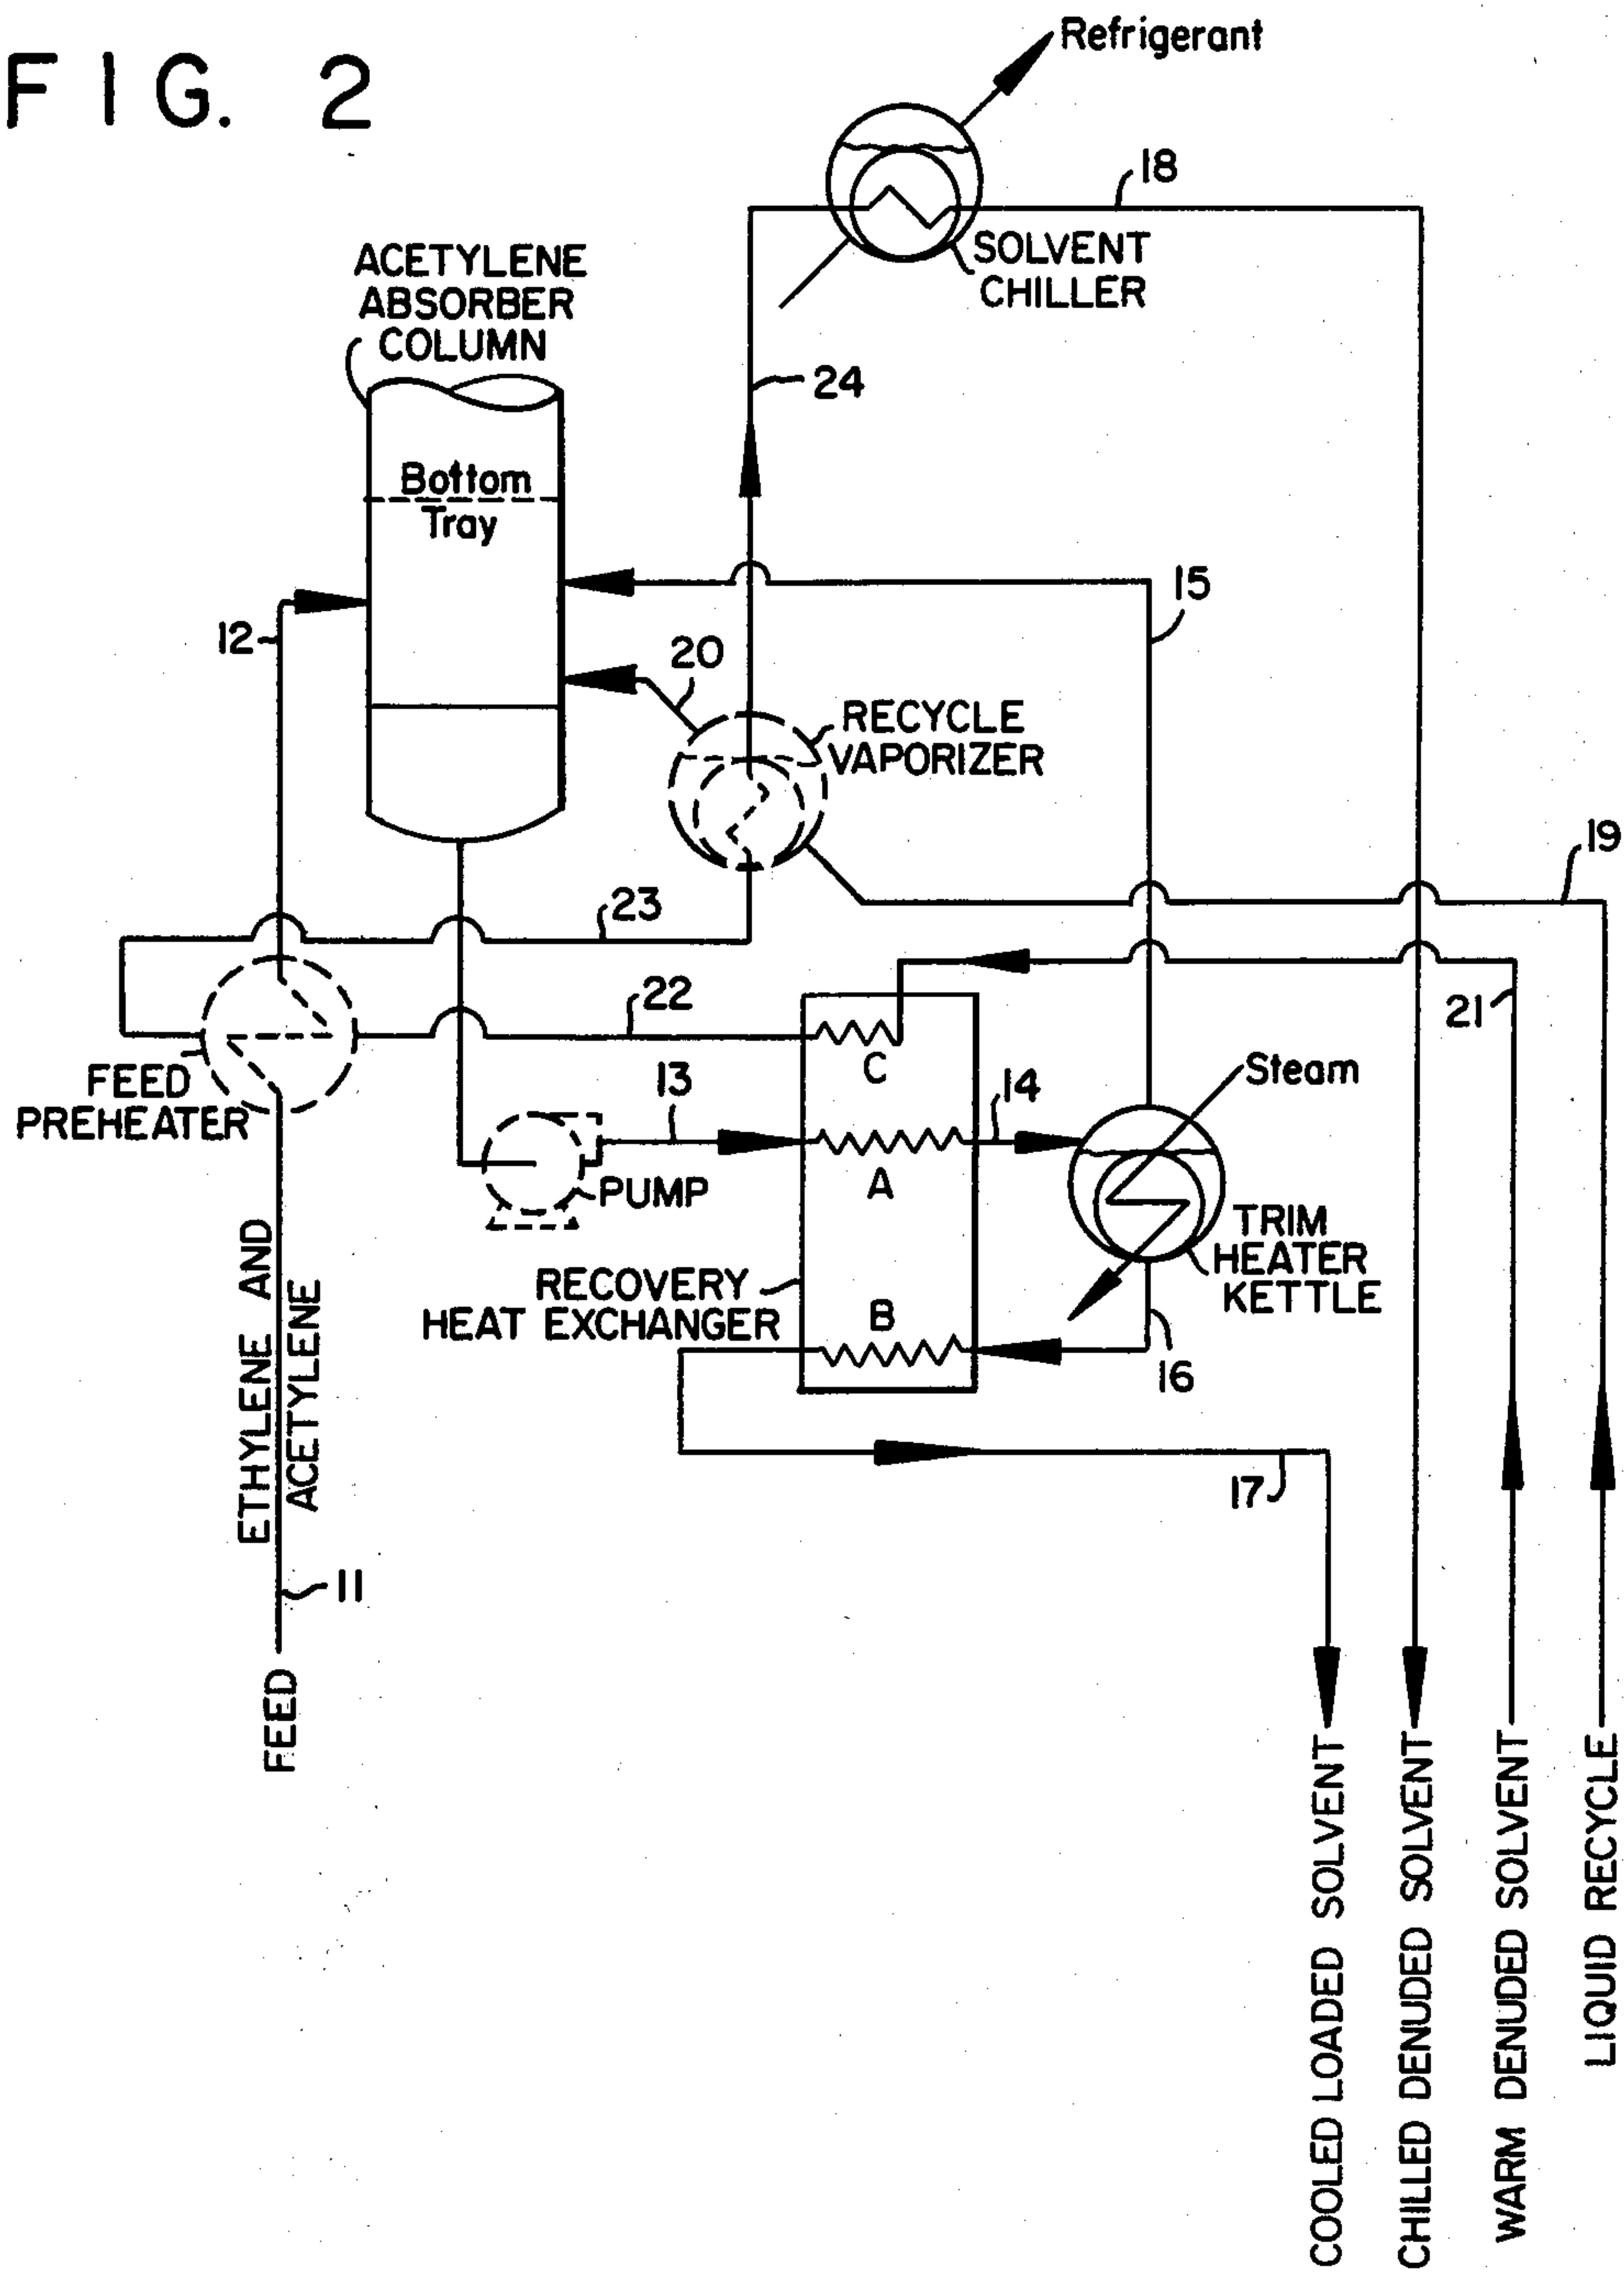 FIG. 2
Refrigerant
18
SOLVENT
CHILLER
ACETYLENE
ABSORBER
COLUMN
24
Bottom
Tray
15
12
20
RECYCLE
VAPORIZER
19
23
22
21
C
FEED
PREHEATER
13
14
Steam
A
PUMP
TRIM
HEATER
KETTLE
RECOVERY
HEAT EXCHANGER
B
16
17
ETHYLENE AND
ACETYLENE
11
FEED
COOLED LOADED SOLVENT
CHILLED DENUDED SOLVENT
WARM DENUDED SOLVENT
LIQUID RECYCLE